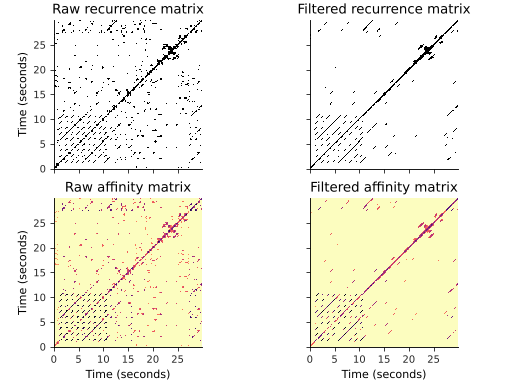 Raw recurrence matrix
Filtered recurrence matrix
Time (seconds)
25
20
15
10
5
0
Raw affinity matrix
Filtered affinity matrix
Time (seconds)
25
20
15
10
5
0
0 5 10 15 20 25
0 5 10 15 20 25
Time (seconds)
Time (seconds)